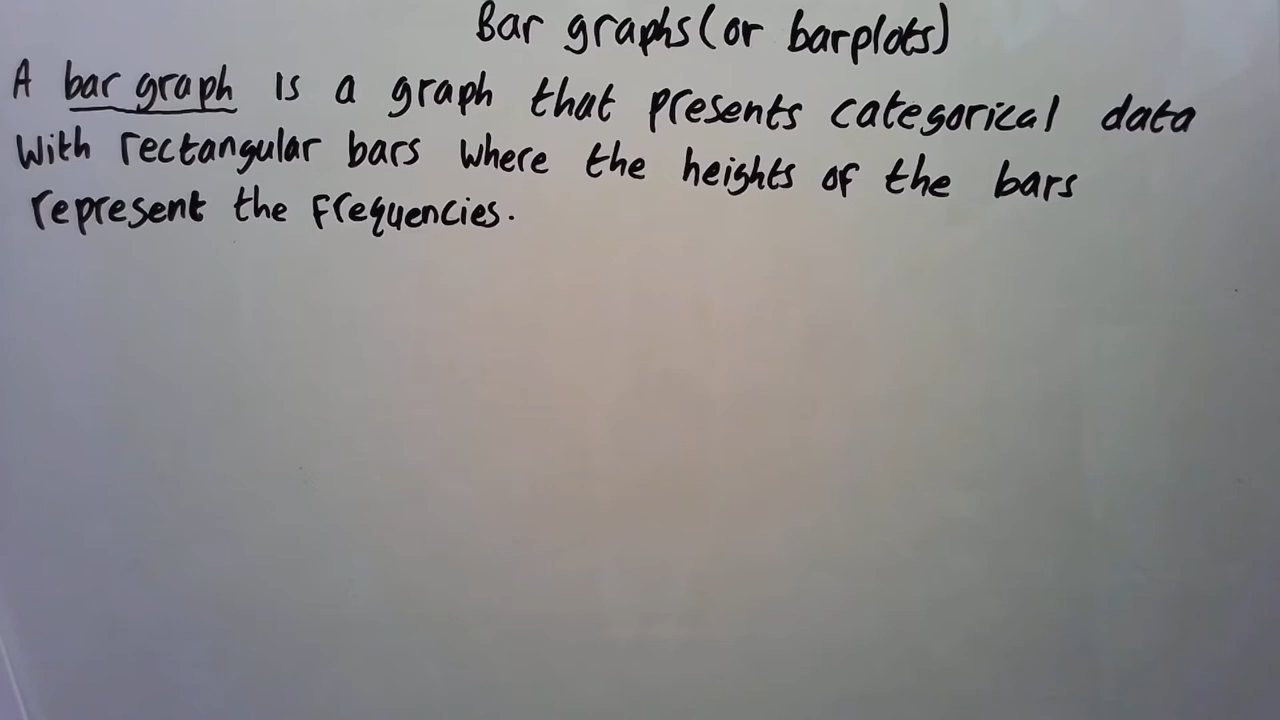 Bar graphs (or barplots)
A bar graph is a graph that presents categorical data
with rectangular bars where the heights of the bars
represent the frequencies.